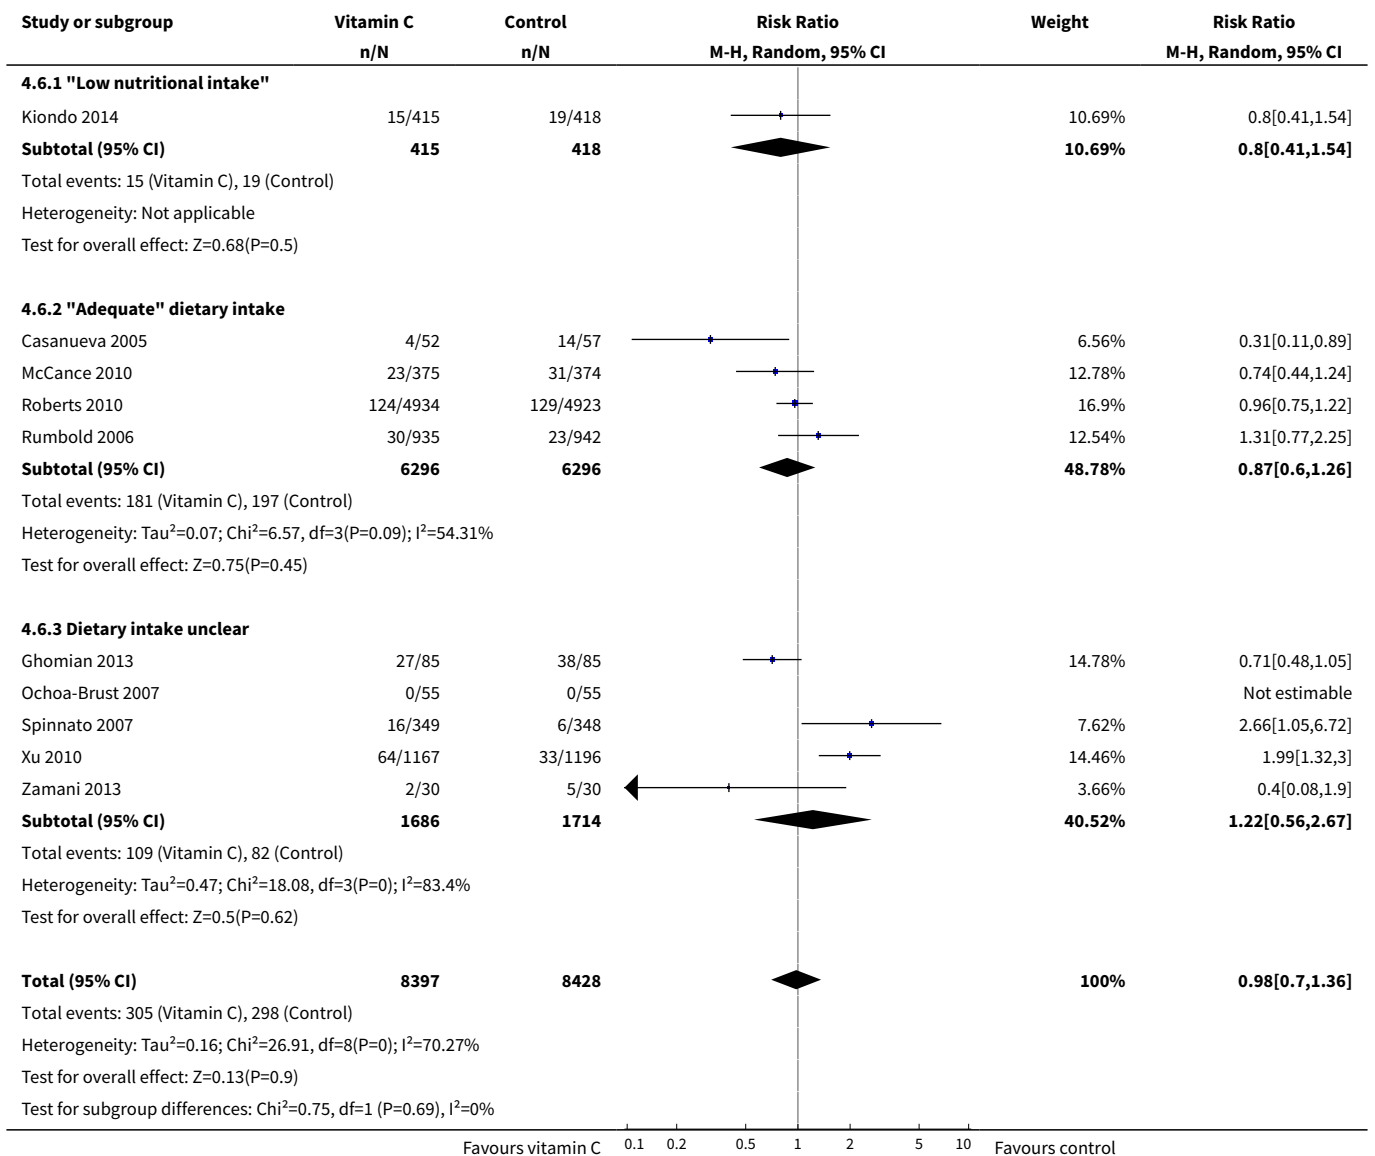 Study or subgroup Vitamin C Control Risk Ratio Weight Risk Ratio
n/N n/N M-H, Random, 95% CI M-H, Random, 95% CI
4.6.1 "Low nutritional intake"
Kiondo 2014 15/415 19/418 10.69% 0.8[0.41,1.54]
Subtotal (95% CI) 415 418 10.69% 0.8[0.41,1.54]
Total events: 15 (Vitamin C), 19 (Control)
Heterogeneity: Not applicable
Test for overall effect: Z=0.68(P=0.5)
4.6.2 "Adequate" dietary intake
Casanueva 2005 4/52 14/57 6.56% 0.31[0.11,0.89]
McCance 2010 23/375 31/374 12.78% 0.74[0.44,1.24]
Roberts 2010 124/4934 129/4923 16.9% 0.96[0.75,1.22]
Rumbold 2006 30/935 23/942 12.54% 1.31[0.77,2.25]
Subtotal (95% CI) 6296 6296 48.78% 0.87[0.6,1.26]
Total events: 181 (Vitamin C), 197 (Control)
Heterogeneity: Tau²=0.07; Chi²=6.57, df=3(P=0.09); I²=54.31%
Test for overall effect: Z=0.75(P=0.45)
4.6.3 Dietary intake unclear
Ghomian 2013 27/85 38/85 14.78% 0.71[0.48,1.05]
Ochoa-Brust 2007 0/55 0/55 Not estimable
Spinnato 2007 16/349 6/348 7.62% 2.66[1.05,6.72]
Xu 2010 64/1167 33/1196 14.46% 1.99[1.32,3]
Zamani 2013 2/30 5/30 3.66% 0.4[0.08,1.9]
Subtotal (95% CI) 1686 1714 40.52% 1.22[0.56,2.67]
Total events: 109 (Vitamin C), 82 (Control)
Heterogeneity: Tau²=0.47; Chi²=18.08, df=3(P=0); I²=83.4%
Test for overall effect: Z=0.5(P=0.62)
Total (95% CI) 8397 8428 100% 0.98[0.7,1.36]
Total events: 305 (Vitamin C), 298 (Control)
Heterogeneity: Tau²=0.16; Chi²=26.91, df=8(P=0); I²=70.27%
Test for overall effect: Z=0.13(P=0.9)
Test for subgroup differences: Chi²=0.75, df=1 (P=0.69), I²=0%
Favours vitamin C 0.1 0.2 0.5 1 2 5 10 Favours control